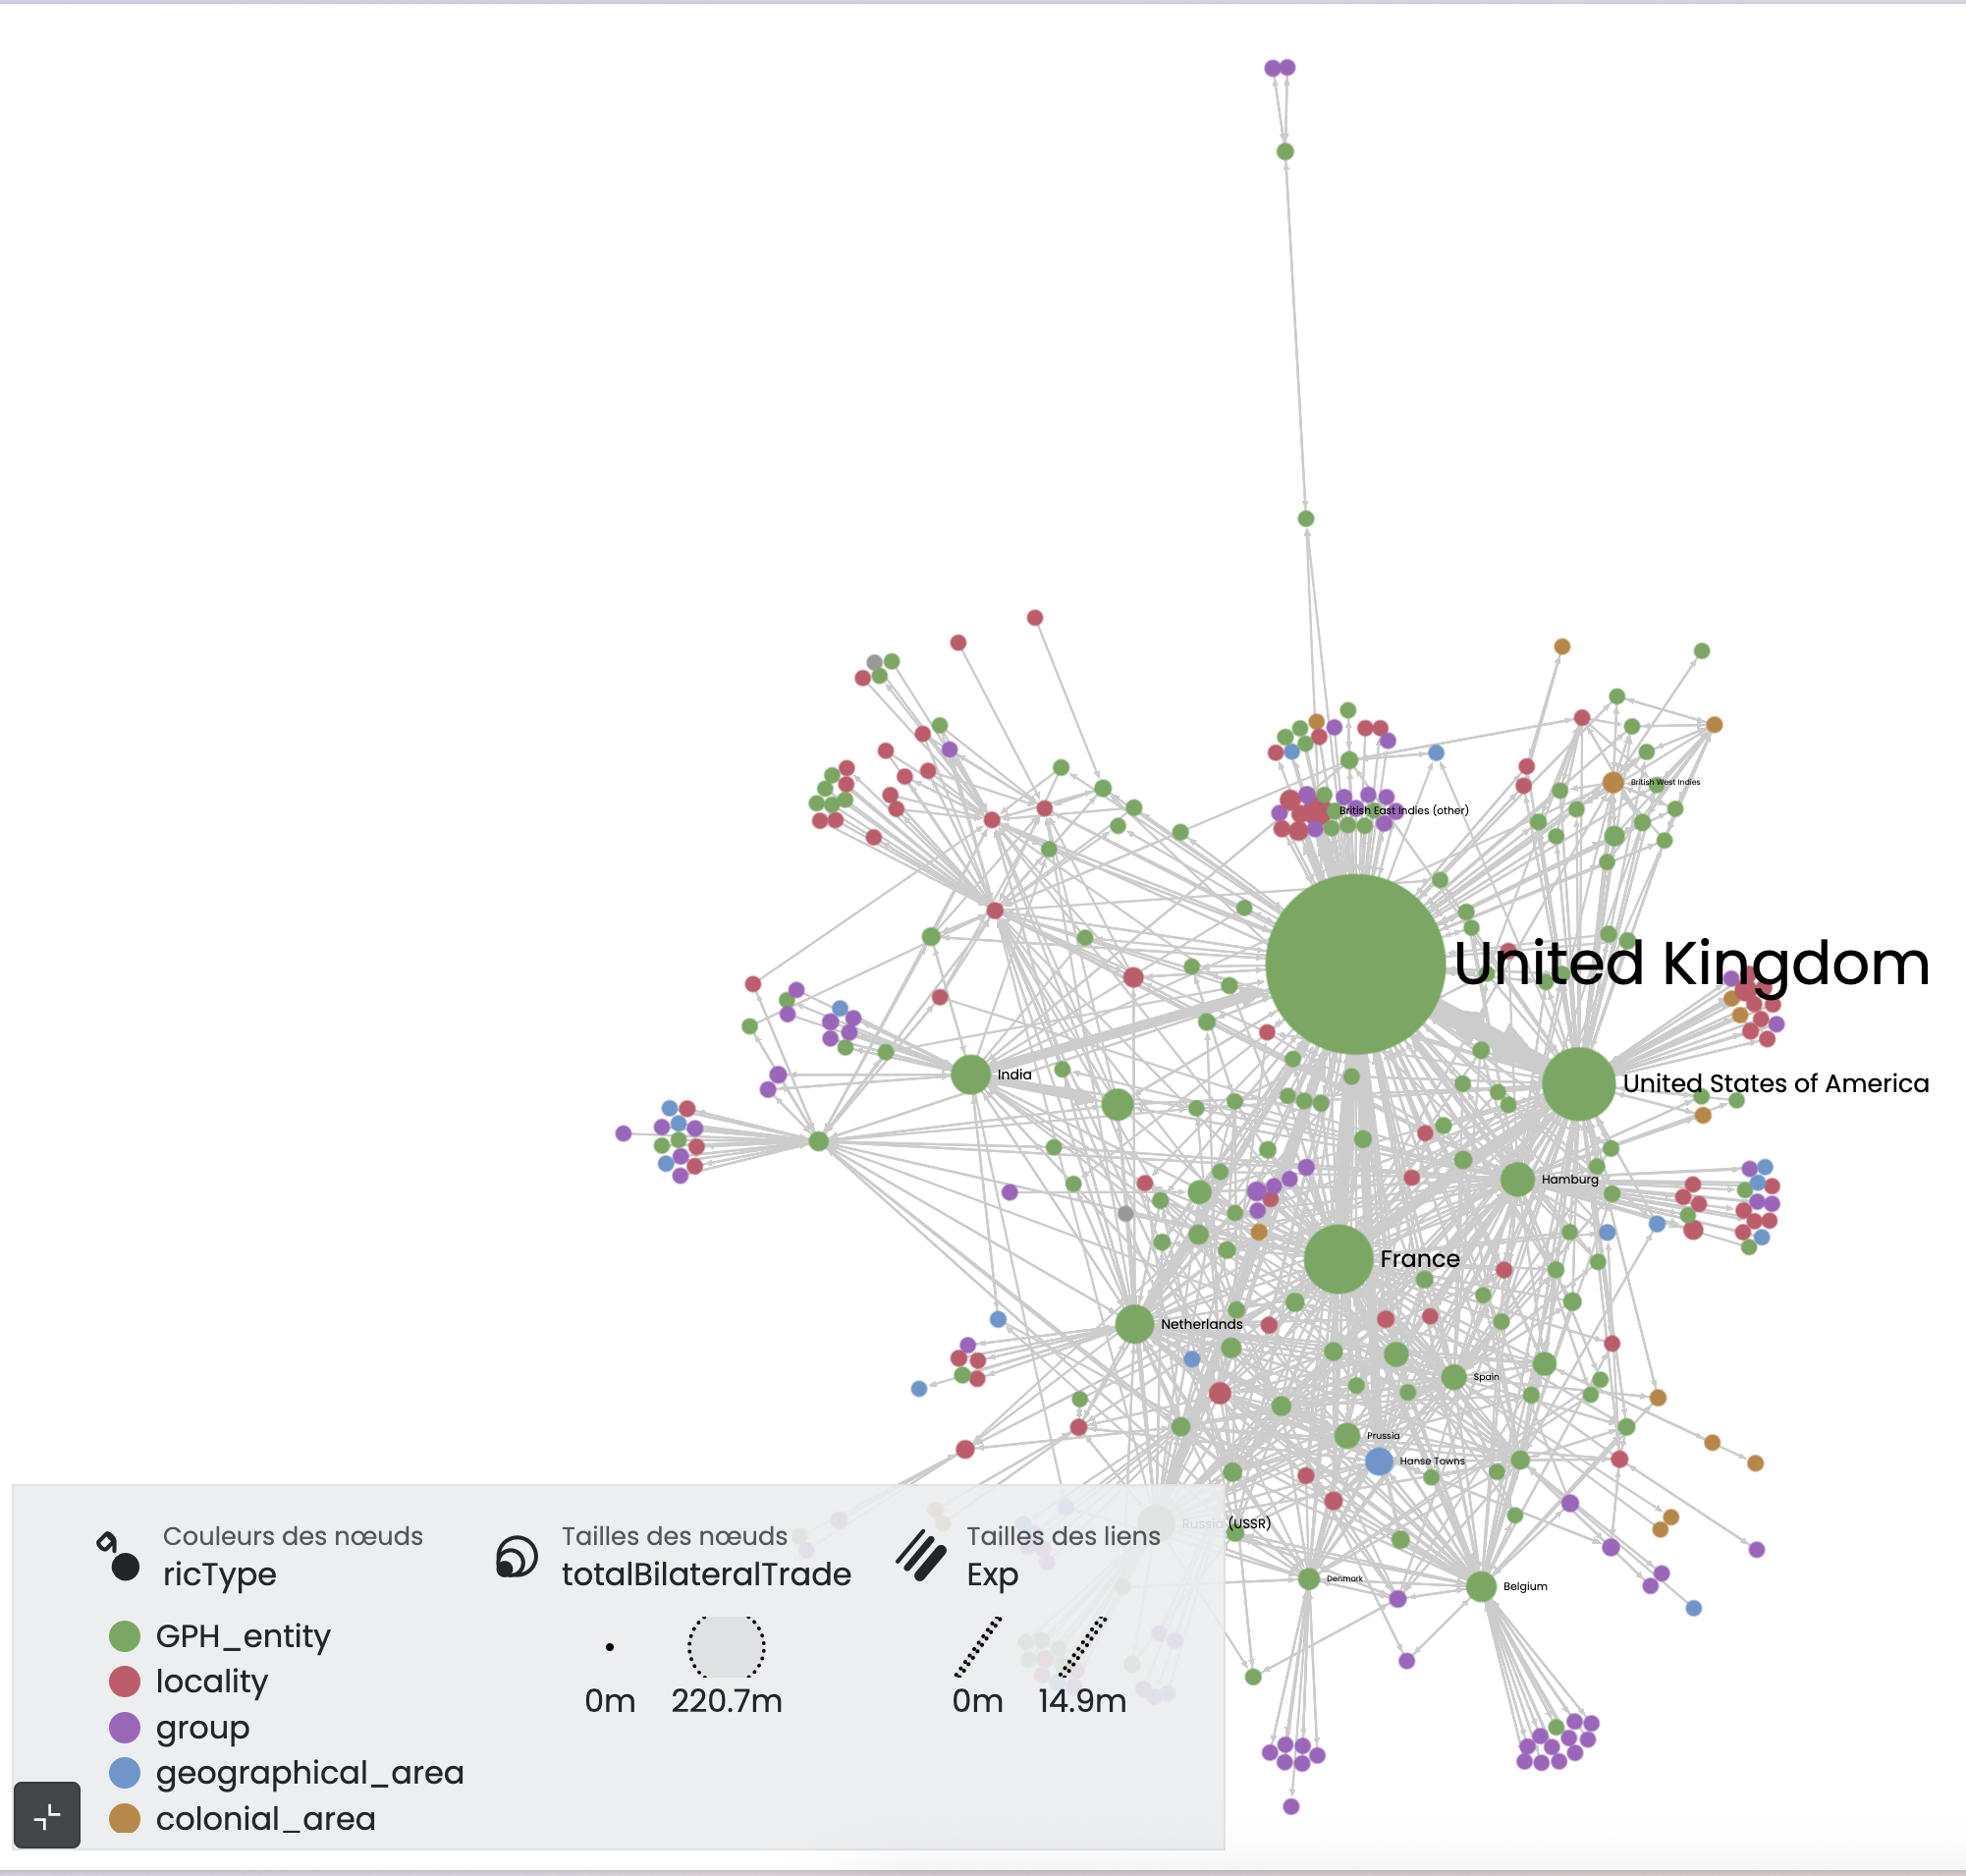 British West Indies
British East Indies (other)
United Kingdom
India
United States of America
Hamburg
France
Netherlands
Spain
Prussia
Hanse Towns
Russia (USSR)
Denmark
Belgium
Couleurs des nœuds
ricType
GPH_entity
locality
group
geographical_area
colonial_area
Tailles des nœuds
totalBilateralTrade
0m 220.7m
Tailles des liens
Exp
0m 14.9m